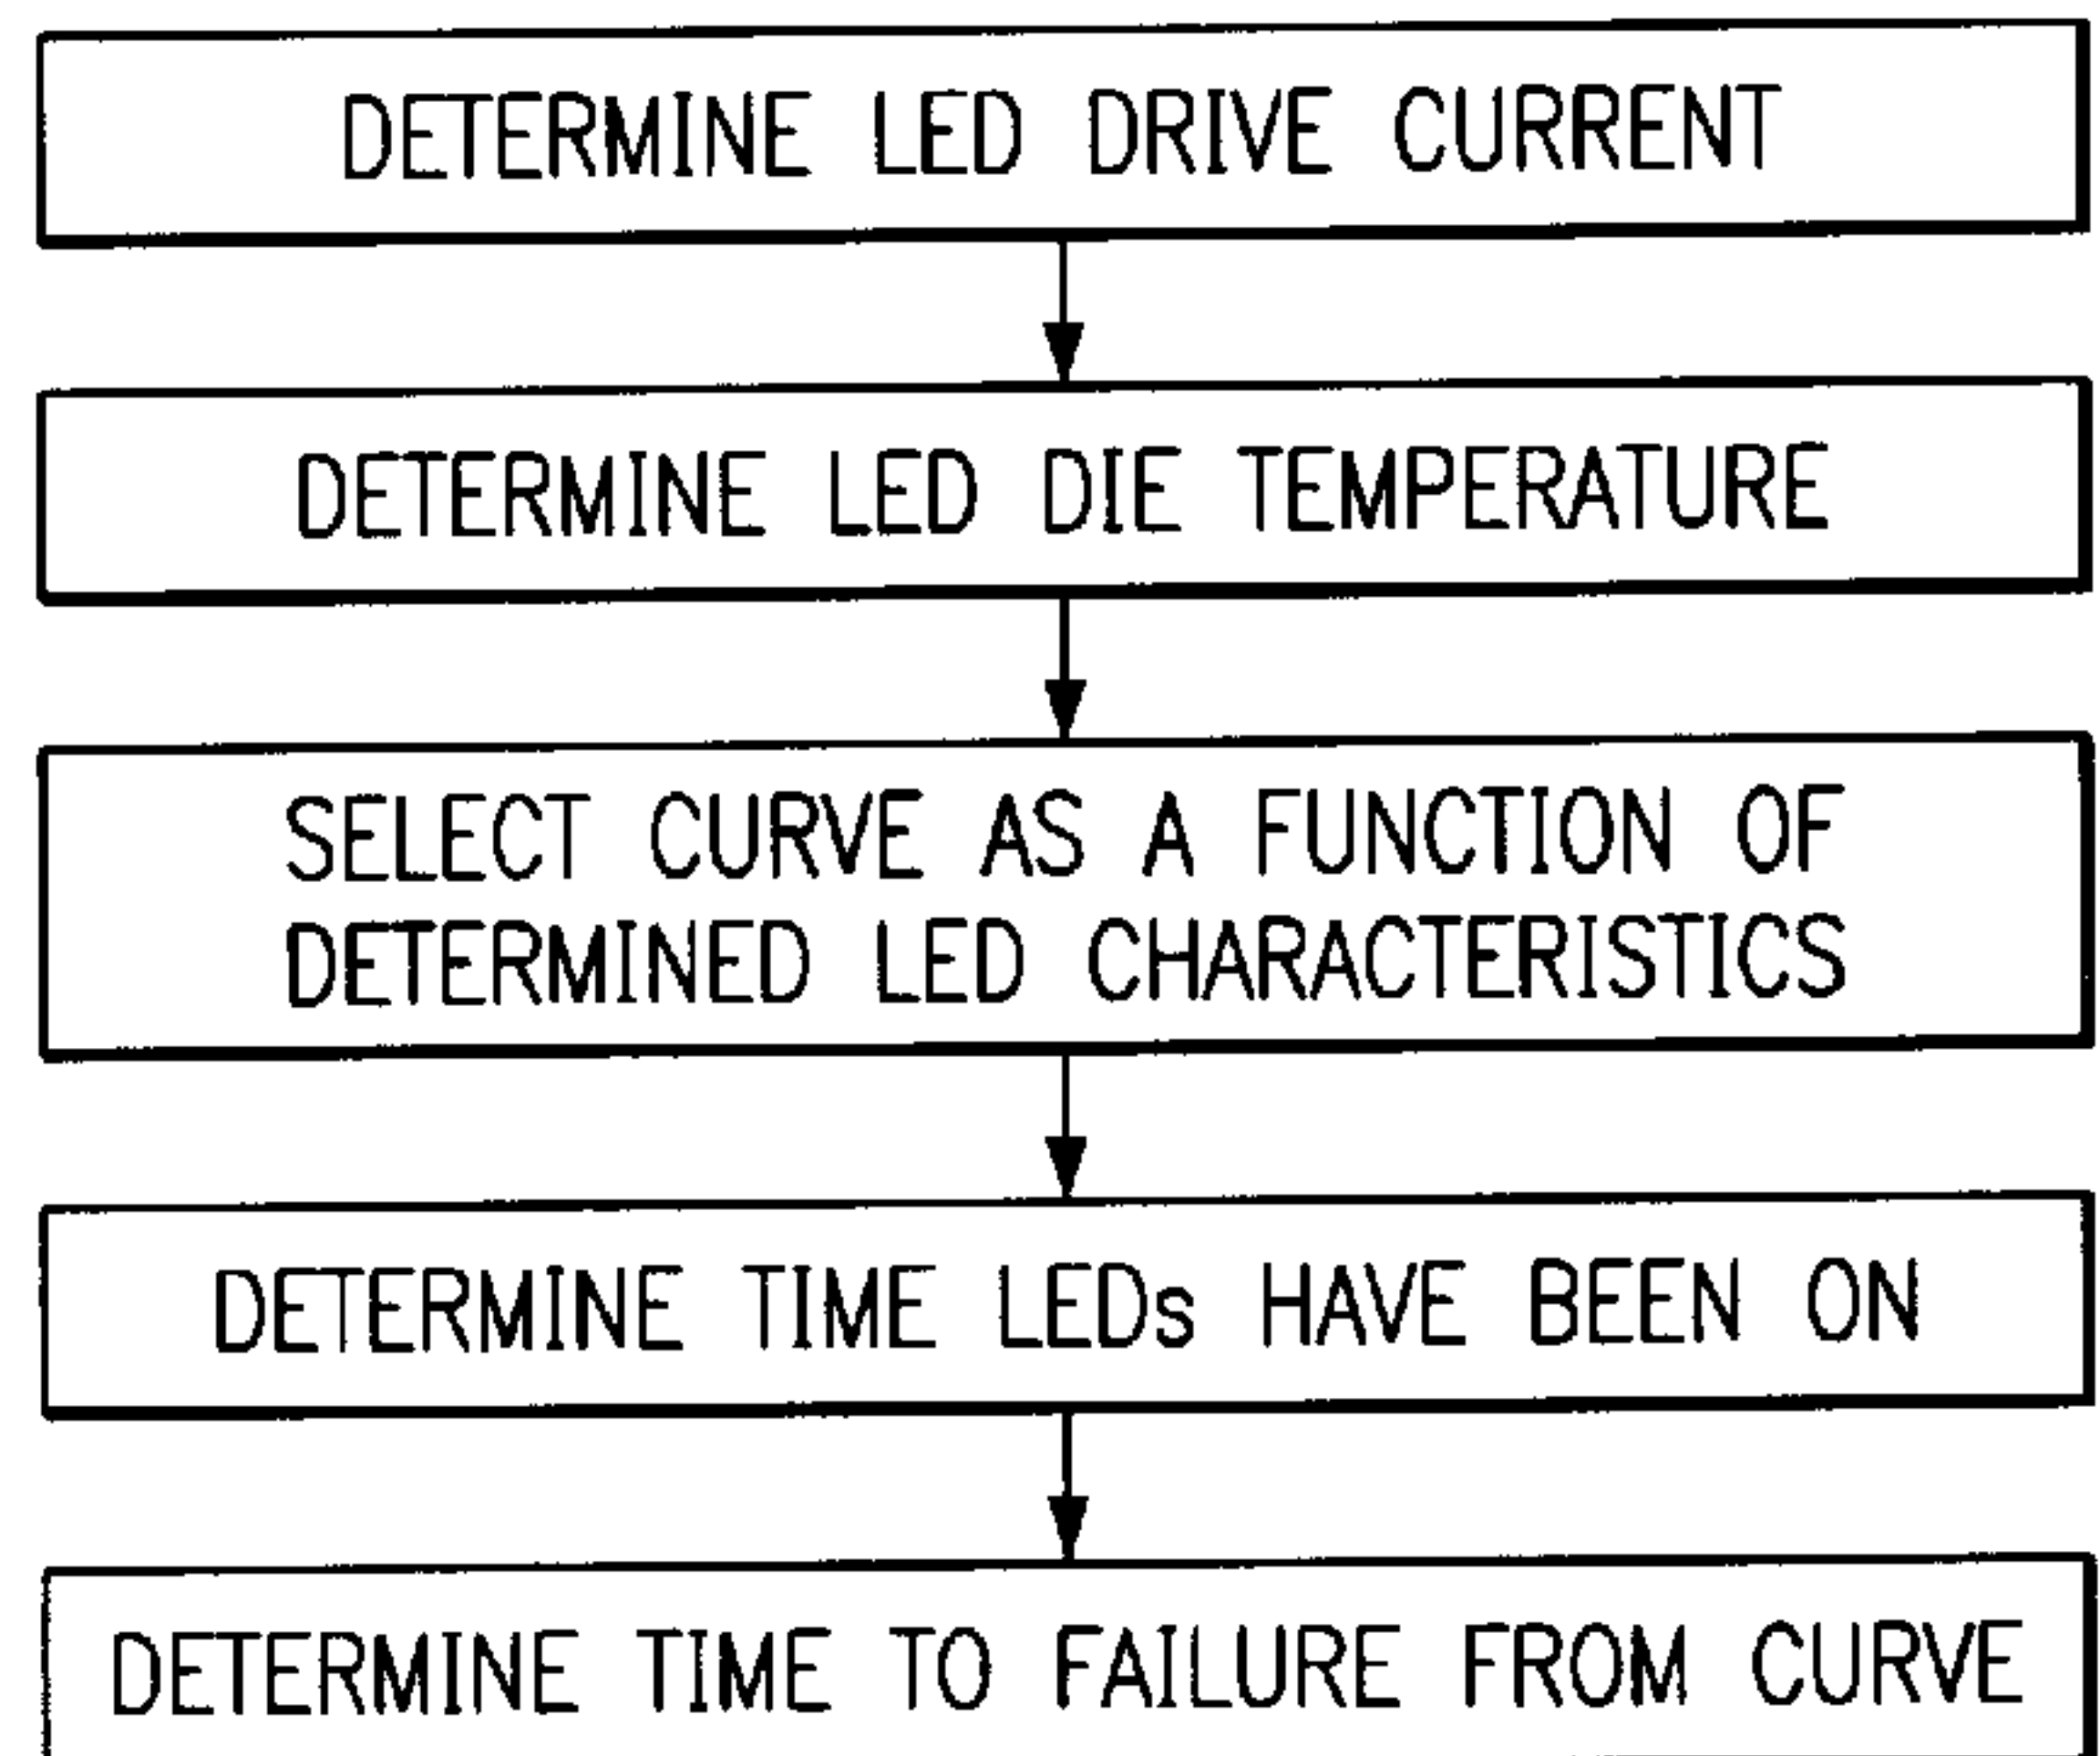 DETERMINE LED DRIVE CURRENT
DETERMINE LED DIE TEMPERATURE
SELECT CURVE AS A FUNCTION OF
DETERMINED LED CHARACTERISTICS
DETERMINE TIME LEDs HAVE BEEN ON
DETERMINE TIME TO FAILURE FROM CURVE